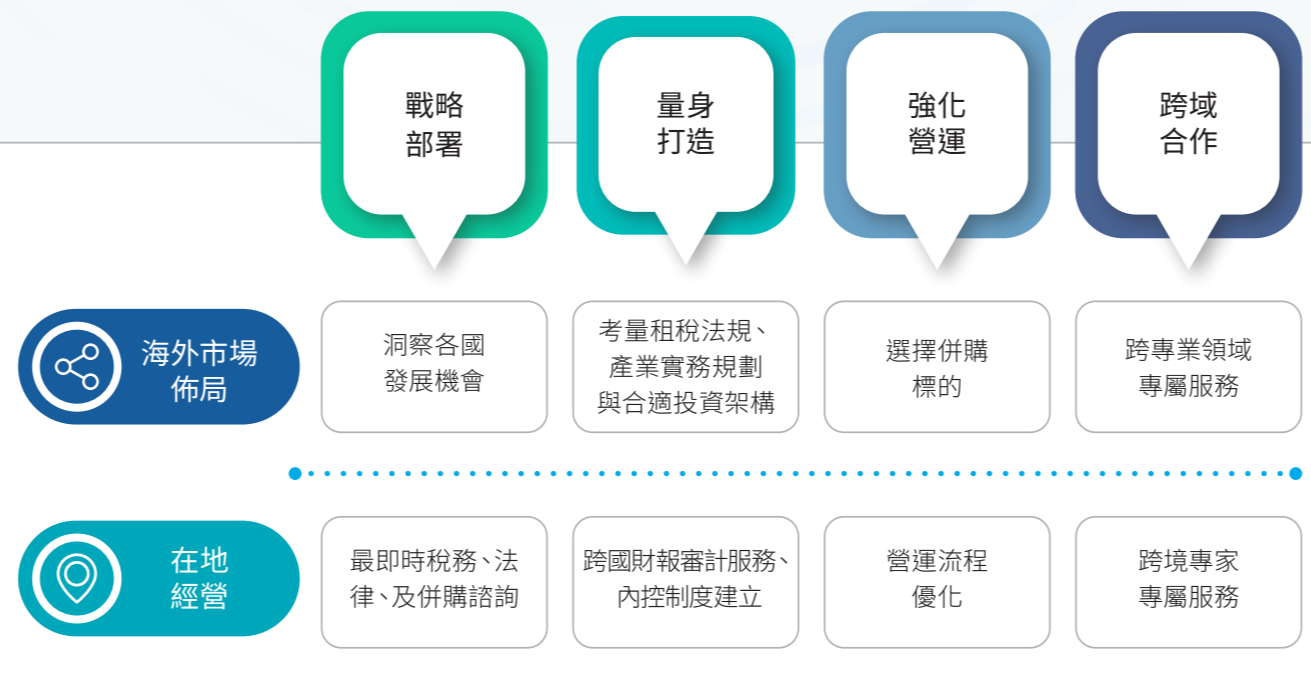 戰略
部署
量身
打造
強化
營運
跨域
合作
海外市場
佈局
洞察各國
發展機會
考量租稅法規、
產業實務規劃
與合適投資架構
選擇併購
標的
跨專業領域
專屬服務
在地
經營
最即時稅務、法
律、及併購諮詢
跨國財報審計服務、
內控制度建立
營運流程
優化
跨境專家
專屬服務